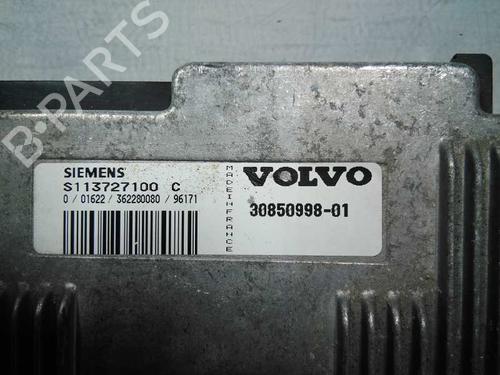 B-PARTS
SIEMENS
S113727100 C
0 / 01622 / 362280080 / 96171
MADE IN FRANCE
VOLVO
30850998-01